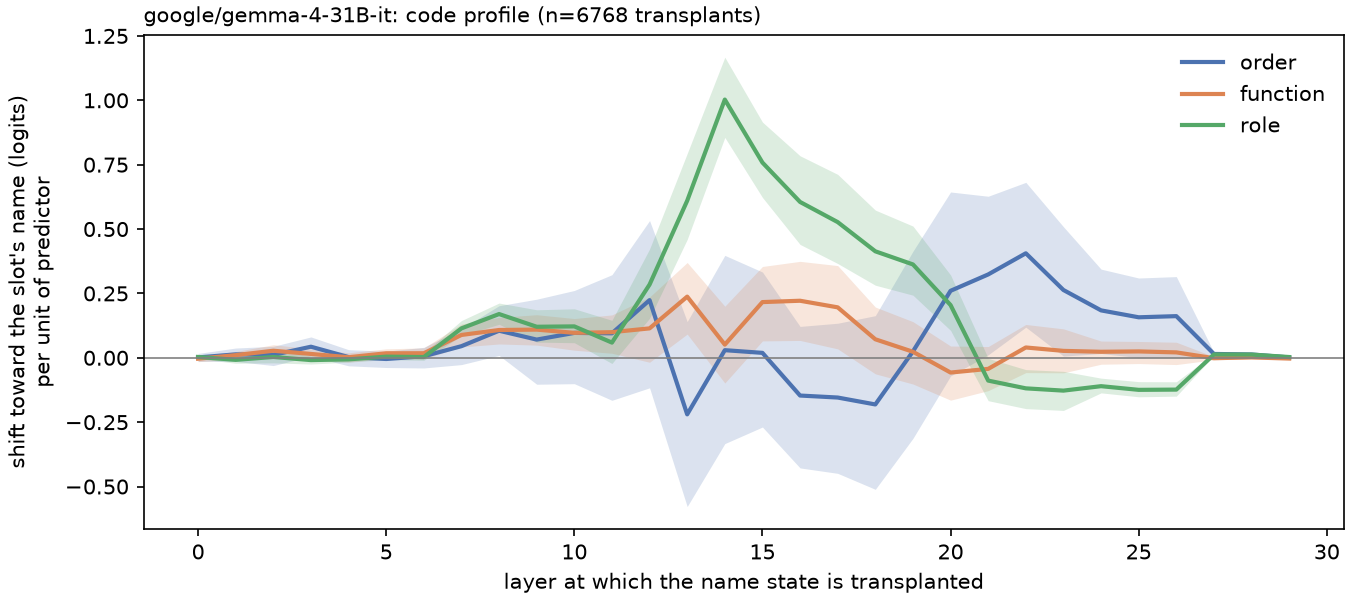 google/gemma-4-31B-it: code profile (n=6768 transplants)
shift toward the slot's name (logits)
per unit of predictor
1.25
1.00
0.75
0.50
0.25
0.00
−0.25
−0.50
order
function
role
0 5 10 15 20 25 30
layer at which the name state is transplanted